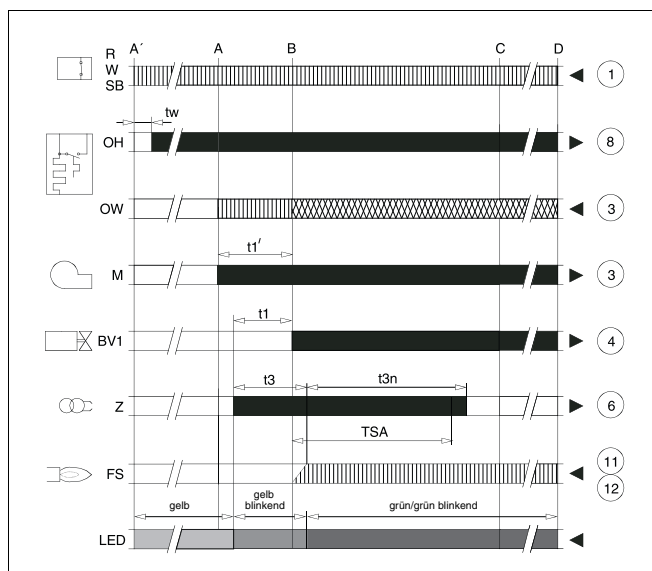 A´ A B C D
R
W 1
SB
tw
OH 8
OW 3
t1′
M 3
t1
BV1 4
t3 t3n
Z 6
TSA
11
FS
12
gelb gelb blinkend grün/grün blinkend
LED